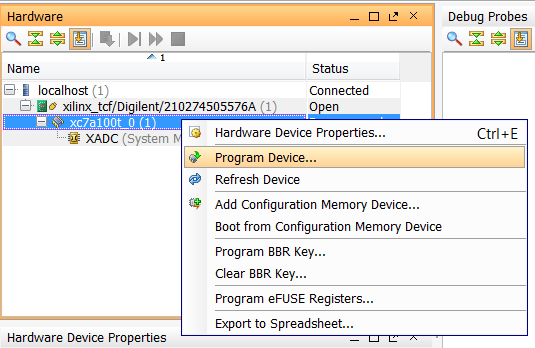 Hardware
Debug Probes
1
Name Status
localhost (1) Connected
xilinx_tcf/Digilent/210274505576A (1) Open
xc7a100t_0 (1)
XADC (System M
Hardware Device Properties... Ctrl+E
Program Device...
Refresh Device
Add Configuration Memory Device...
Boot from Configuration Memory Device
Program BBR Key...
Clear BBR Key...
Program eFUSE Registers...
Export to Spreadsheet...
Hardware Device Properties